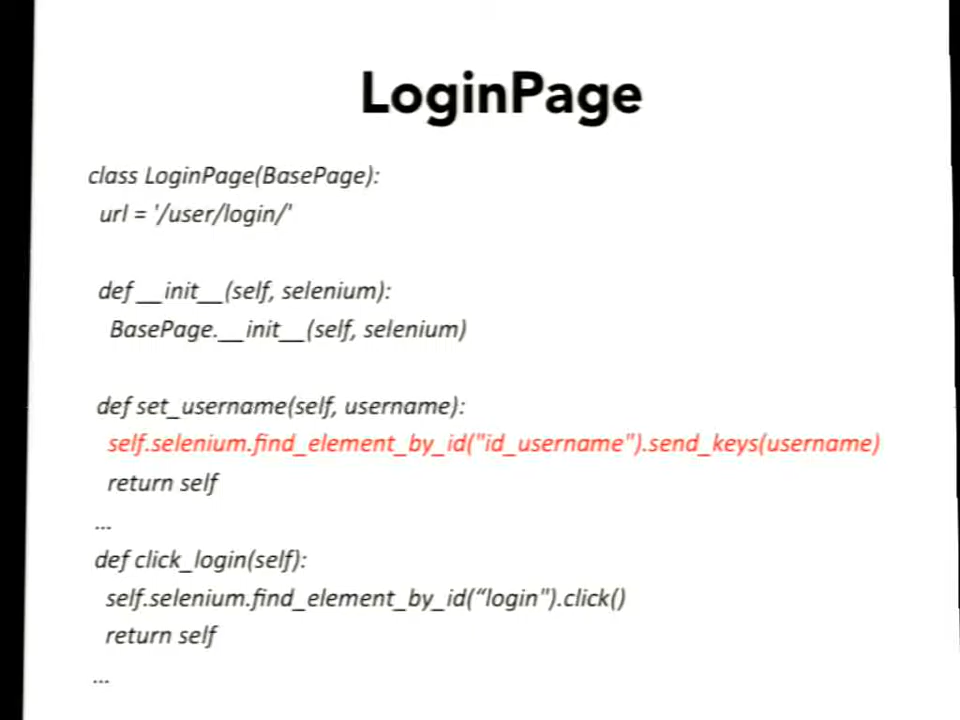 LoginPage
class LoginPage(BasePage):
url = '/user/login/'
def __init__(self, selenium):
BasePage.__init__(self, selenium)
def set_username(self, username):
self.selenium.find_element_by_id("id_username").send_keys(username)
return self
...
def click_login(self):
self.selenium.find_element_by_id(“login").click()
return self
...